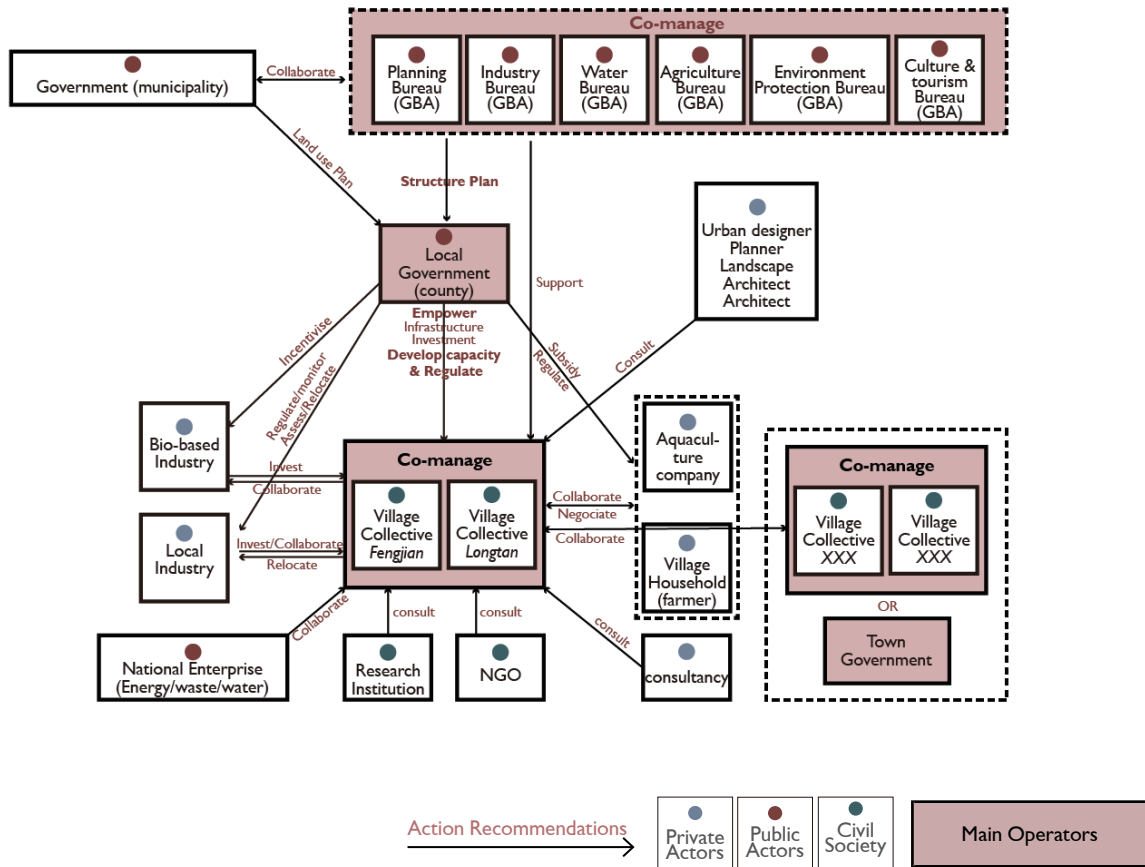 Co-manage
Government (municipality)
Collaborate
Planning
Bureau
(GBA)
Industry
Bureau
(GBA)
Water
Bureau
(GBA)
Agriculture
Bureau
(GBA)
Environment
Protection Bureau
(GBA)
Culture &
tourism
Bureau
(GBA)
Land use Plan
Structure Plan
Local
Government
(county)
Support
Urban designer
Planner
Landscape
Architect
Architect
Empower
Infrastructure
Investment
Develop capacity
& Regulate
Incentivise
Regulate/monitor
Assess/Relocate
Subsidy
Regulate
Consult
Bio-based
Industry
Invest
Collaborate
Local
Industry
Invest/Collaborate
Relocate
Co-manage
Village
Collective
Fengjian
Village
Collective
Longtan
Collaborate
Negociate
Collaborate
Aquacul-
ture
company
Village
Household
(farmer)
Co-manage
Village
Collective
XXX
Village
Collective
XXX
OR
Town
Government
Collaborate
consult
consult
consult
National Enterprise
(Energy/waste/water)
Research
Institution
NGO
consultancy
Action Recommendations
Private
Actors
Public
Actors
Civil
Society
Main Operators